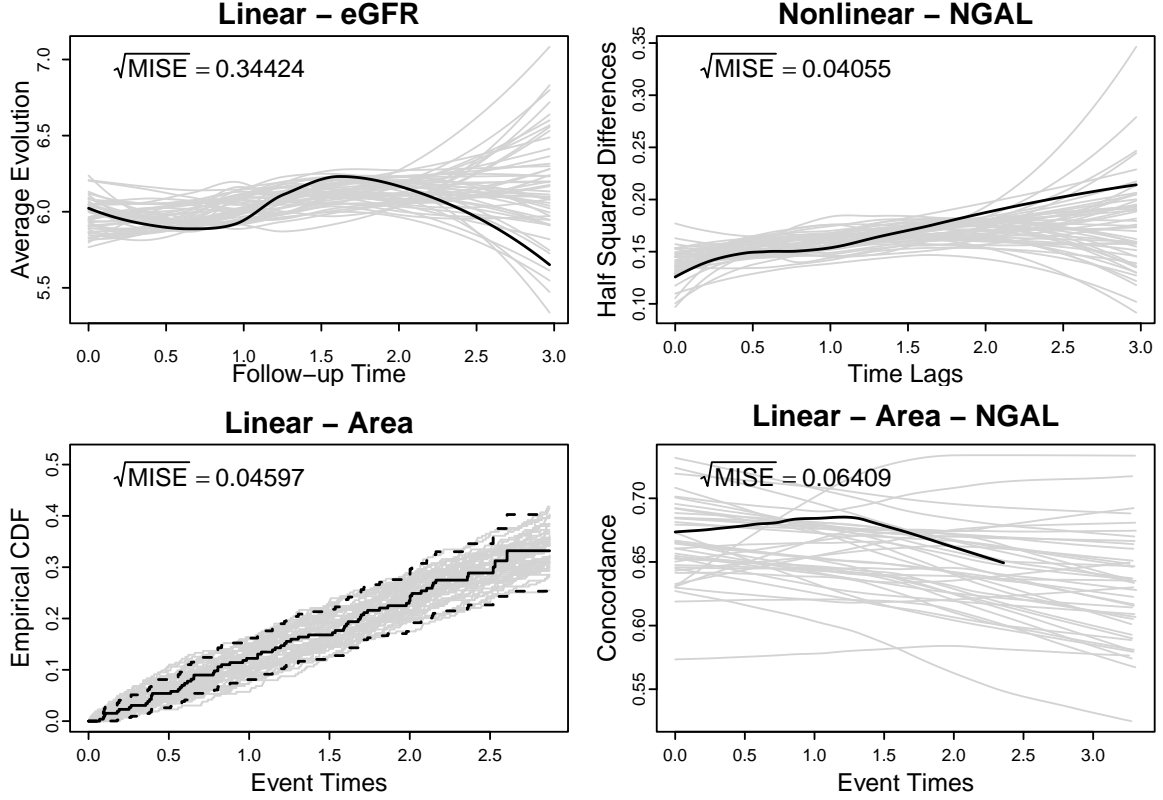 Linear – eGFR
√MISE = 0.34424
Average Evolution
5.5 6.0 6.5 7.0
0.0 0.5 1.0 1.5 2.0 2.5 3.0
Follow−up Time
Nonlinear – NGAL
√MISE = 0.04055
Half Squared Differences
0.10 0.15 0.20 0.25 0.30 0.35
0.0 0.5 1.0 1.5 2.0 2.5 3.0
Time Lags
Linear – Area
√MISE = 0.04597
Empirical CDF
0.0 0.1 0.2 0.3 0.4 0.5
0.0 0.5 1.0 1.5 2.0 2.5
Event Times
Linear – Area – NGAL
√MISE = 0.06409
Concordance
0.55 0.60 0.65 0.70
0.0 0.5 1.0 1.5 2.0 2.5 3.0
Event Times